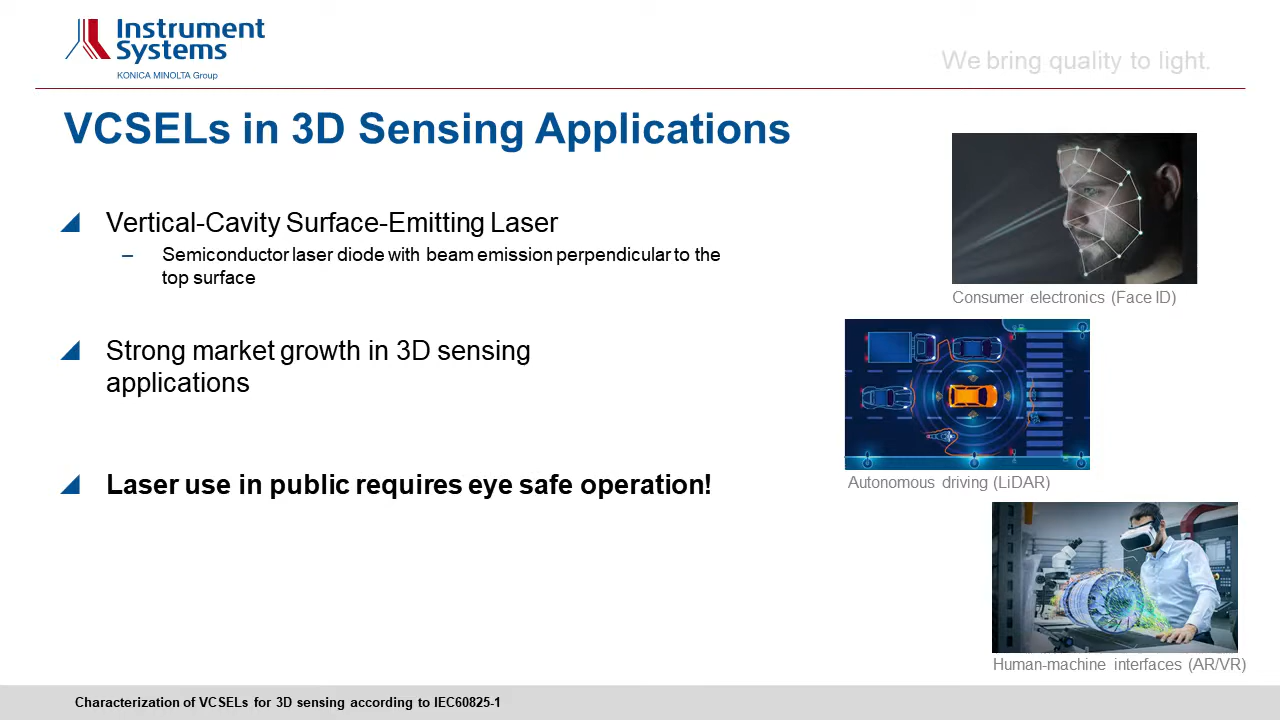 Instrument
Systems
KONICA MINOLTA Group
We bring quality to light.
VCSELs in 3D Sensing Applications
Vertical-Cavity Surface-Emitting Laser
– Semiconductor laser diode with beam emission perpendicular to the
top surface
Strong market growth in 3D sensing
applications
Laser use in public requires eye safe operation!
Consumer electronics (Face ID)
Autonomous driving (LiDAR)
Human-machine interfaces (AR/VR)
Characterization of VCSELs for 3D sensing according to IEC60825-1